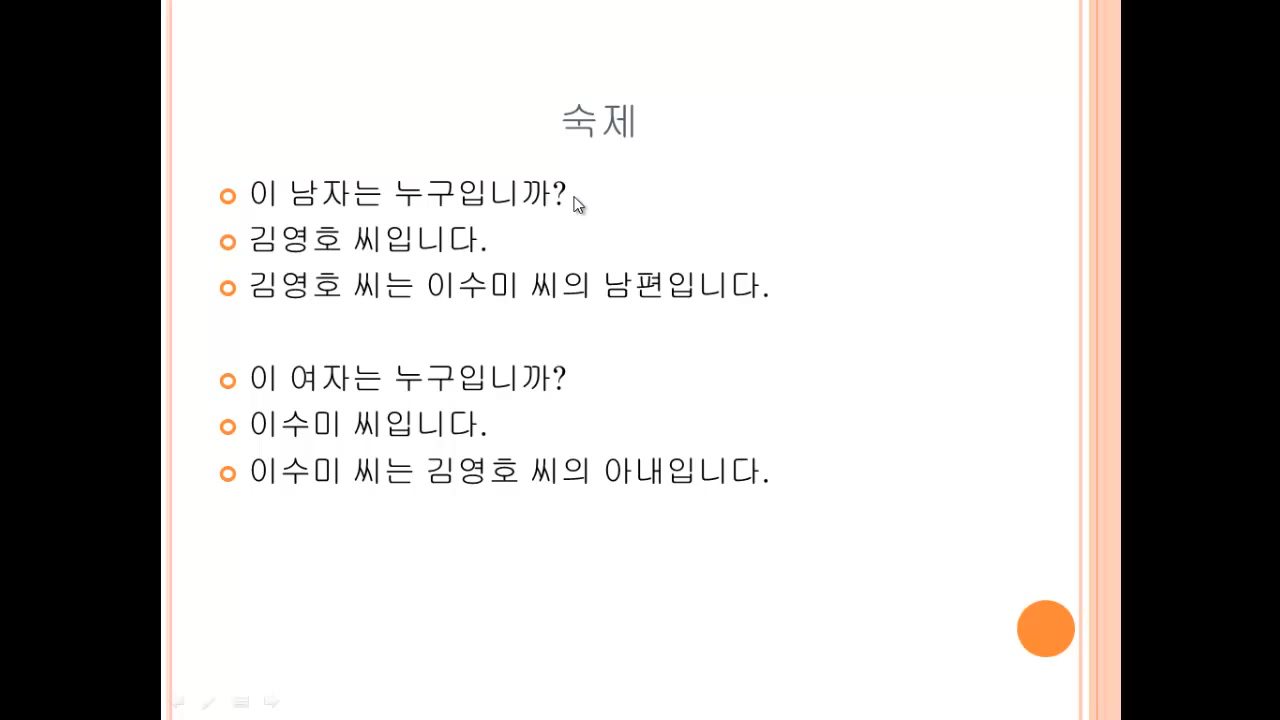 숙제
이 남자는 누구입니까?
김영호 씨입니다.
김영호 씨는 이수미 씨의 남편입니다.
이 여자는 누구입니까?
이수미 씨입니다.
이수미 씨는 김영호 씨의 아내입니다.